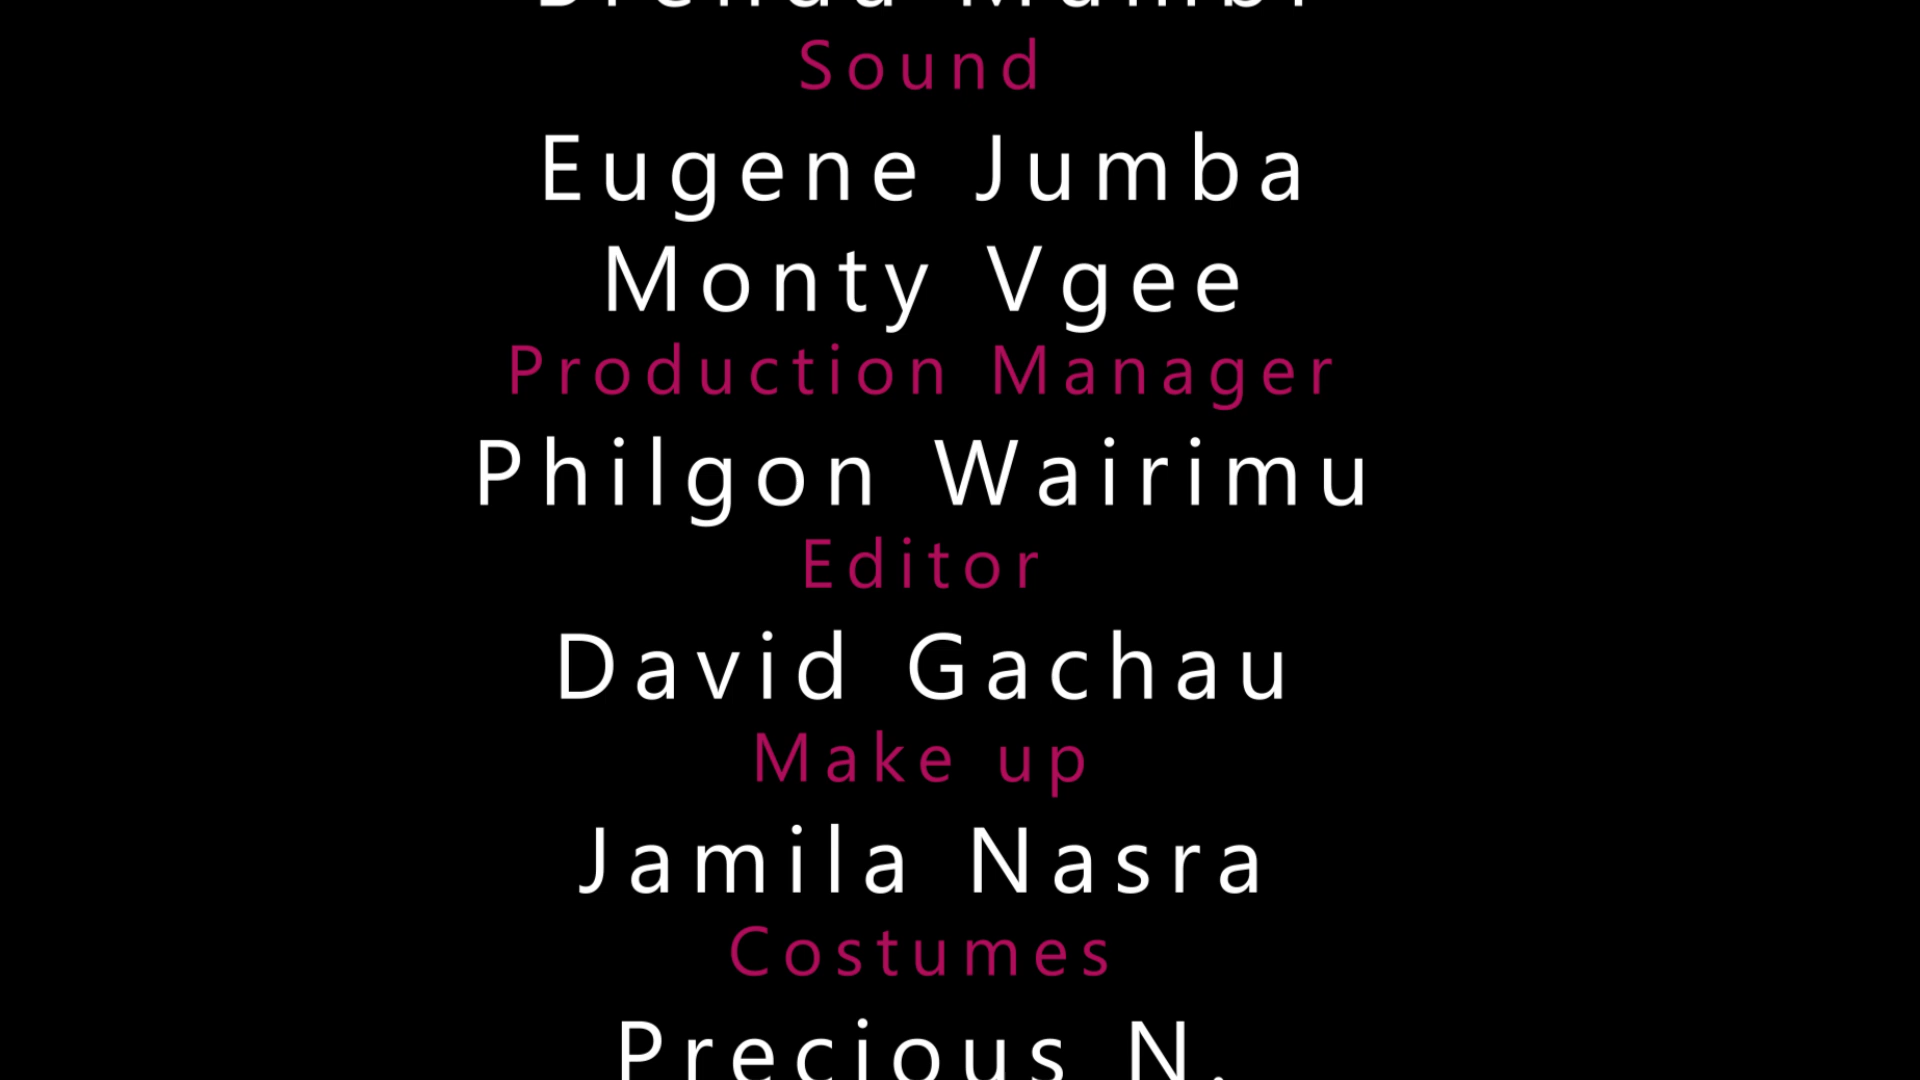 Sound
Eugene Jumba
Monty Vgee
Production Manager
Philgon Wairimu
Editor
David Gachau
Make up
Jamila Nasra
Costumes
Precious N.